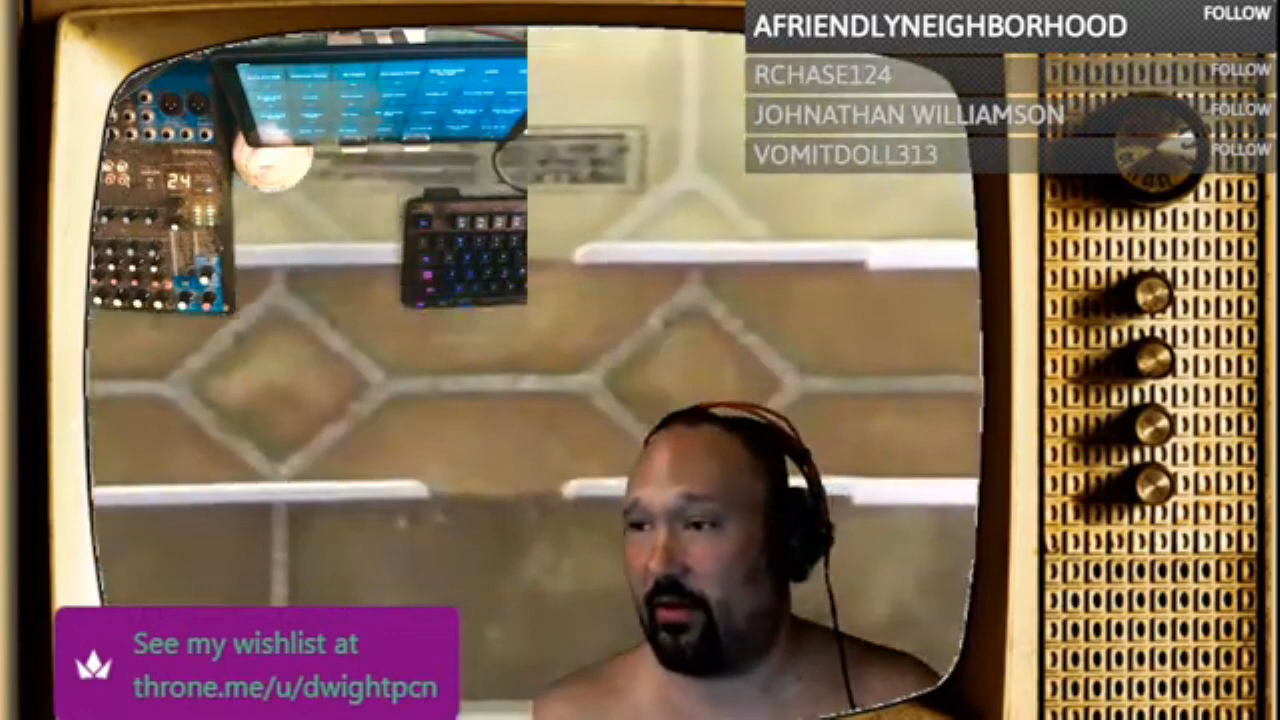 AFRIENDLYNEIGHBORHOOD FOLLOW
RCHASE124 FOLLOW
JOHNATHAN WILLIAMSON FOLLOW
VOMITDOLL313 FOLLOW
24
See my wishlist at
throne.me/u/dwightpcn